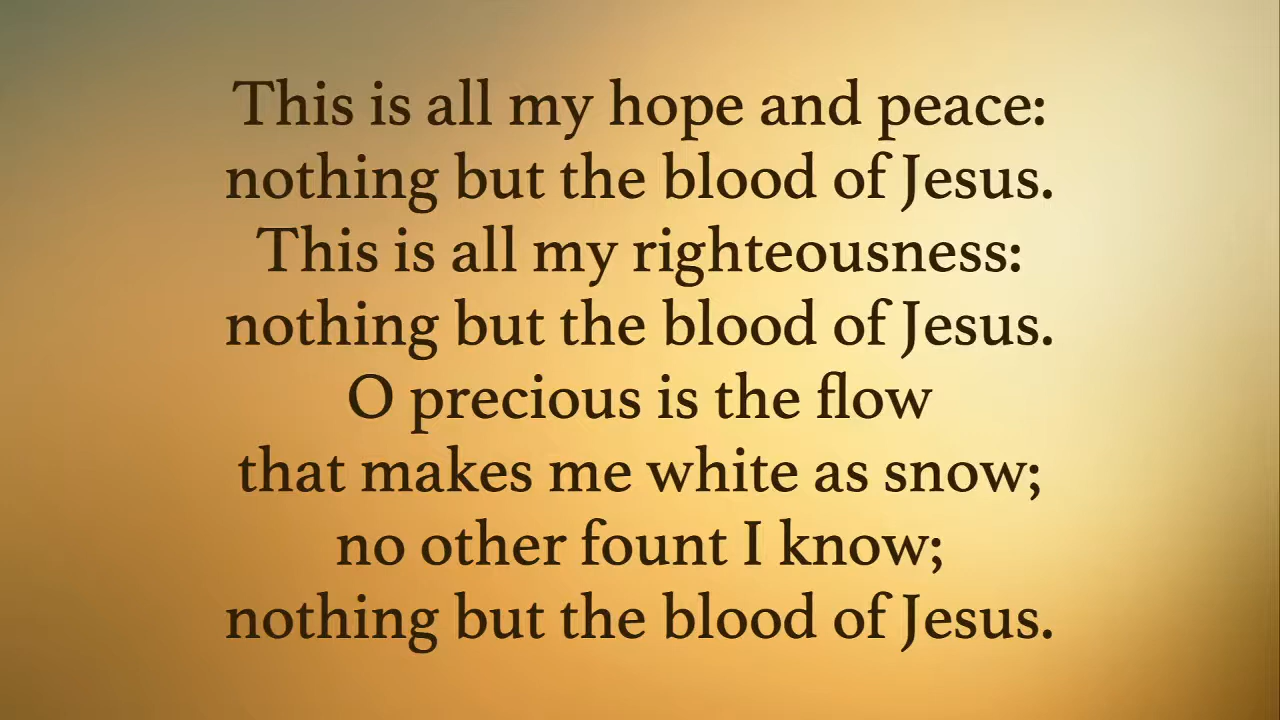 This is all my hope and peace:
nothing but the blood of Jesus.
This is all my righteousness:
nothing but the blood of Jesus.
O precious is the flow
that makes me white as snow;
no other fount I know;
nothing but the blood of Jesus.